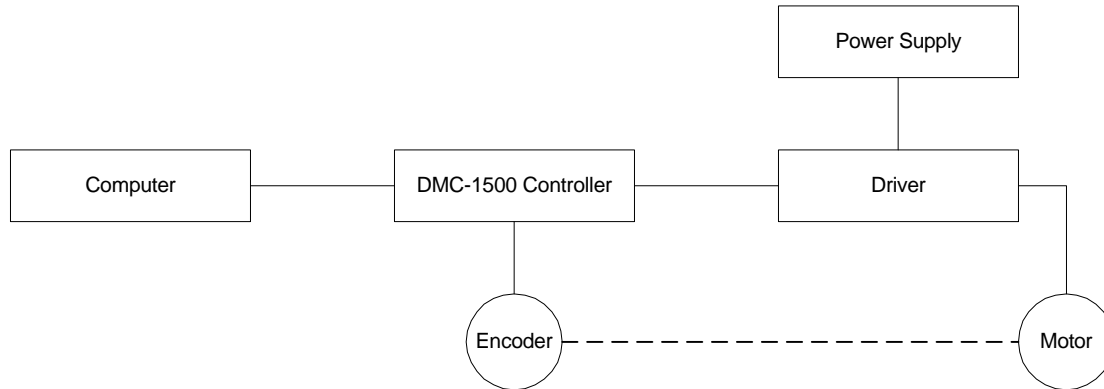 Power Supply
Computer
DMC-1500 Controller
Driver
Encoder
Motor